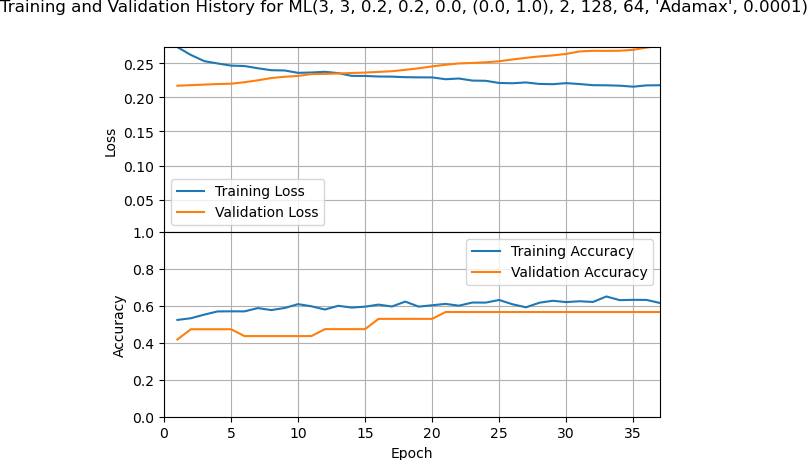 Training and Validation History for ML(3, 3, 0.2, 0.2, 0.0, (0.0, 1.0), 2, 128, 64, 'Adamax', 0.0001)
0.25
0.20
0.15
0.10
0.05
Loss
Training Loss
Validation Loss
1.0
0.8
0.6
0.4
0.2
0.0
Accuracy
Training Accuracy
Validation Accuracy
0 5 10 15 20 25 30 35
Epoch